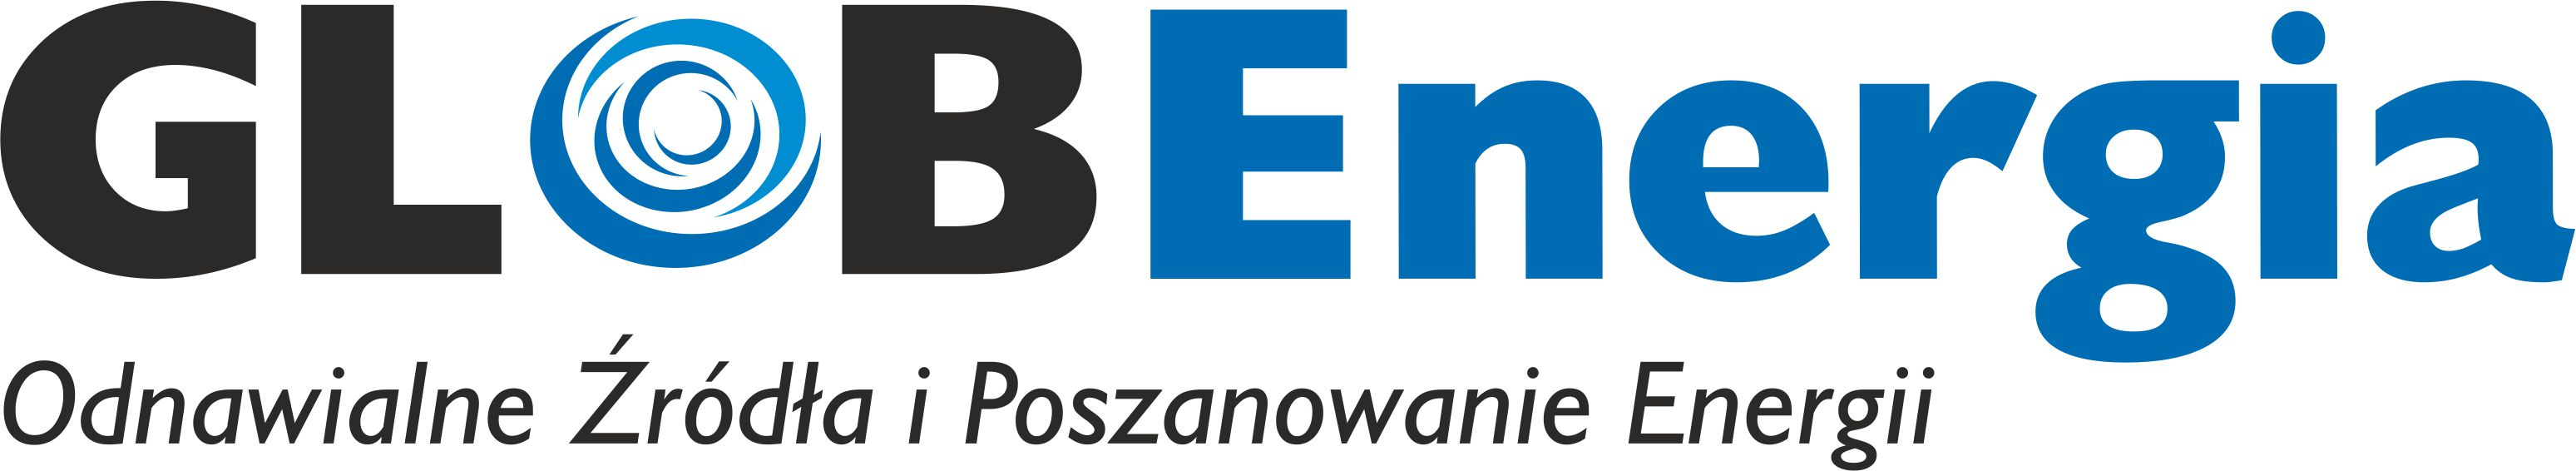 GLOBEnergia
Odnawialne Źródła i Poszanowanie Energii